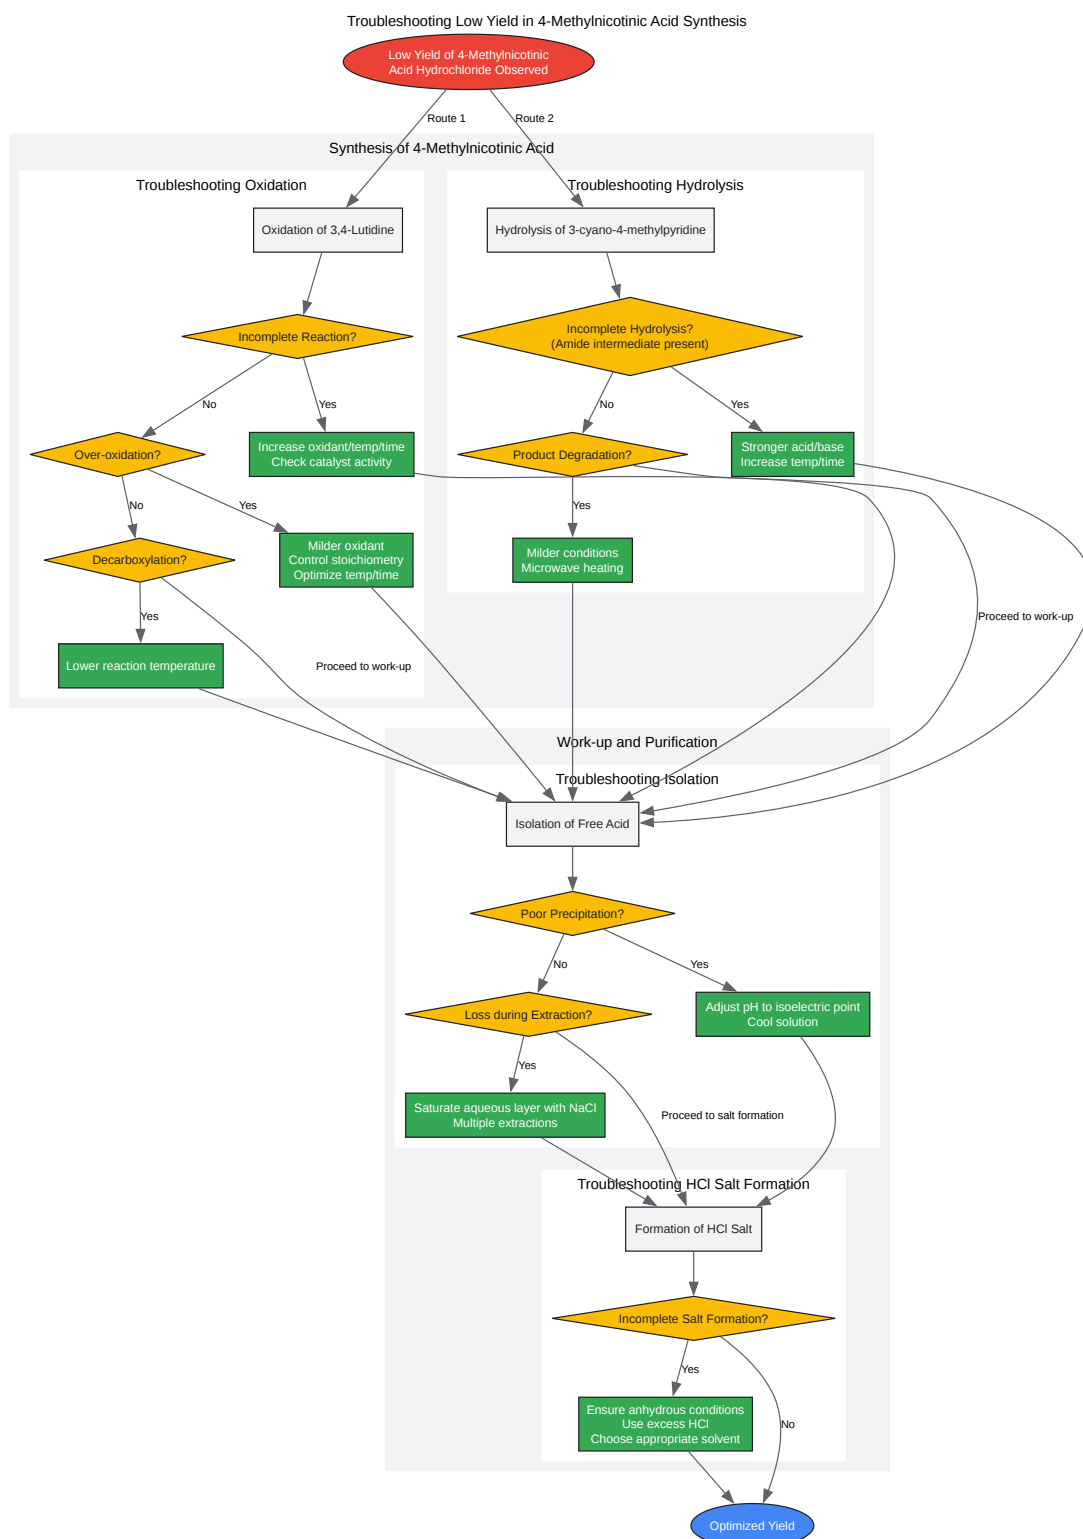 Troubleshooting Low Yield in 4-Methylnicotinic Acid Synthesis
Low Yield of 4-Methylnicotinic
Acid Hydrochloride Observed
Route 1
Route 2
Synthesis of 4-Methylnicotinic Acid
Troubleshooting Oxidation
Troubleshooting Hydrolysis
Oxidation of 3,4-Lutidine
Hydrolysis of 3-cyano-4-methylpyridine
Incomplete Reaction?
Incomplete Hydrolysis?
(Amide intermediate present)
No
Yes
No
Yes
Over-oxidation?
Increase oxidant/temp/time
Check catalyst activity
Product Degradation?
Stronger acid/base
Increase temp/time
No
Yes
Yes
Decarboxylation?
Milder oxidant
Control stoichiometry
Optimize temp/time
Milder conditions
Microwave heating
Yes
Proceed to work-up
Lower reaction temperature
Proceed to work-up
Work-up and Purification
Troubleshooting Isolation
Isolation of Free Acid
Poor Precipitation?
No
Yes
Loss during Extraction?
Adjust pH to isoelectric point
Cool solution
Yes
Saturate aqueous layer with NaCl
Multiple extractions
Proceed to salt formation
Troubleshooting HCl Salt Formation
Formation of HCl Salt
Incomplete Salt Formation?
Yes
Ensure anhydrous conditions
Use excess HCl
Choose appropriate solvent
No
Optimized Yield